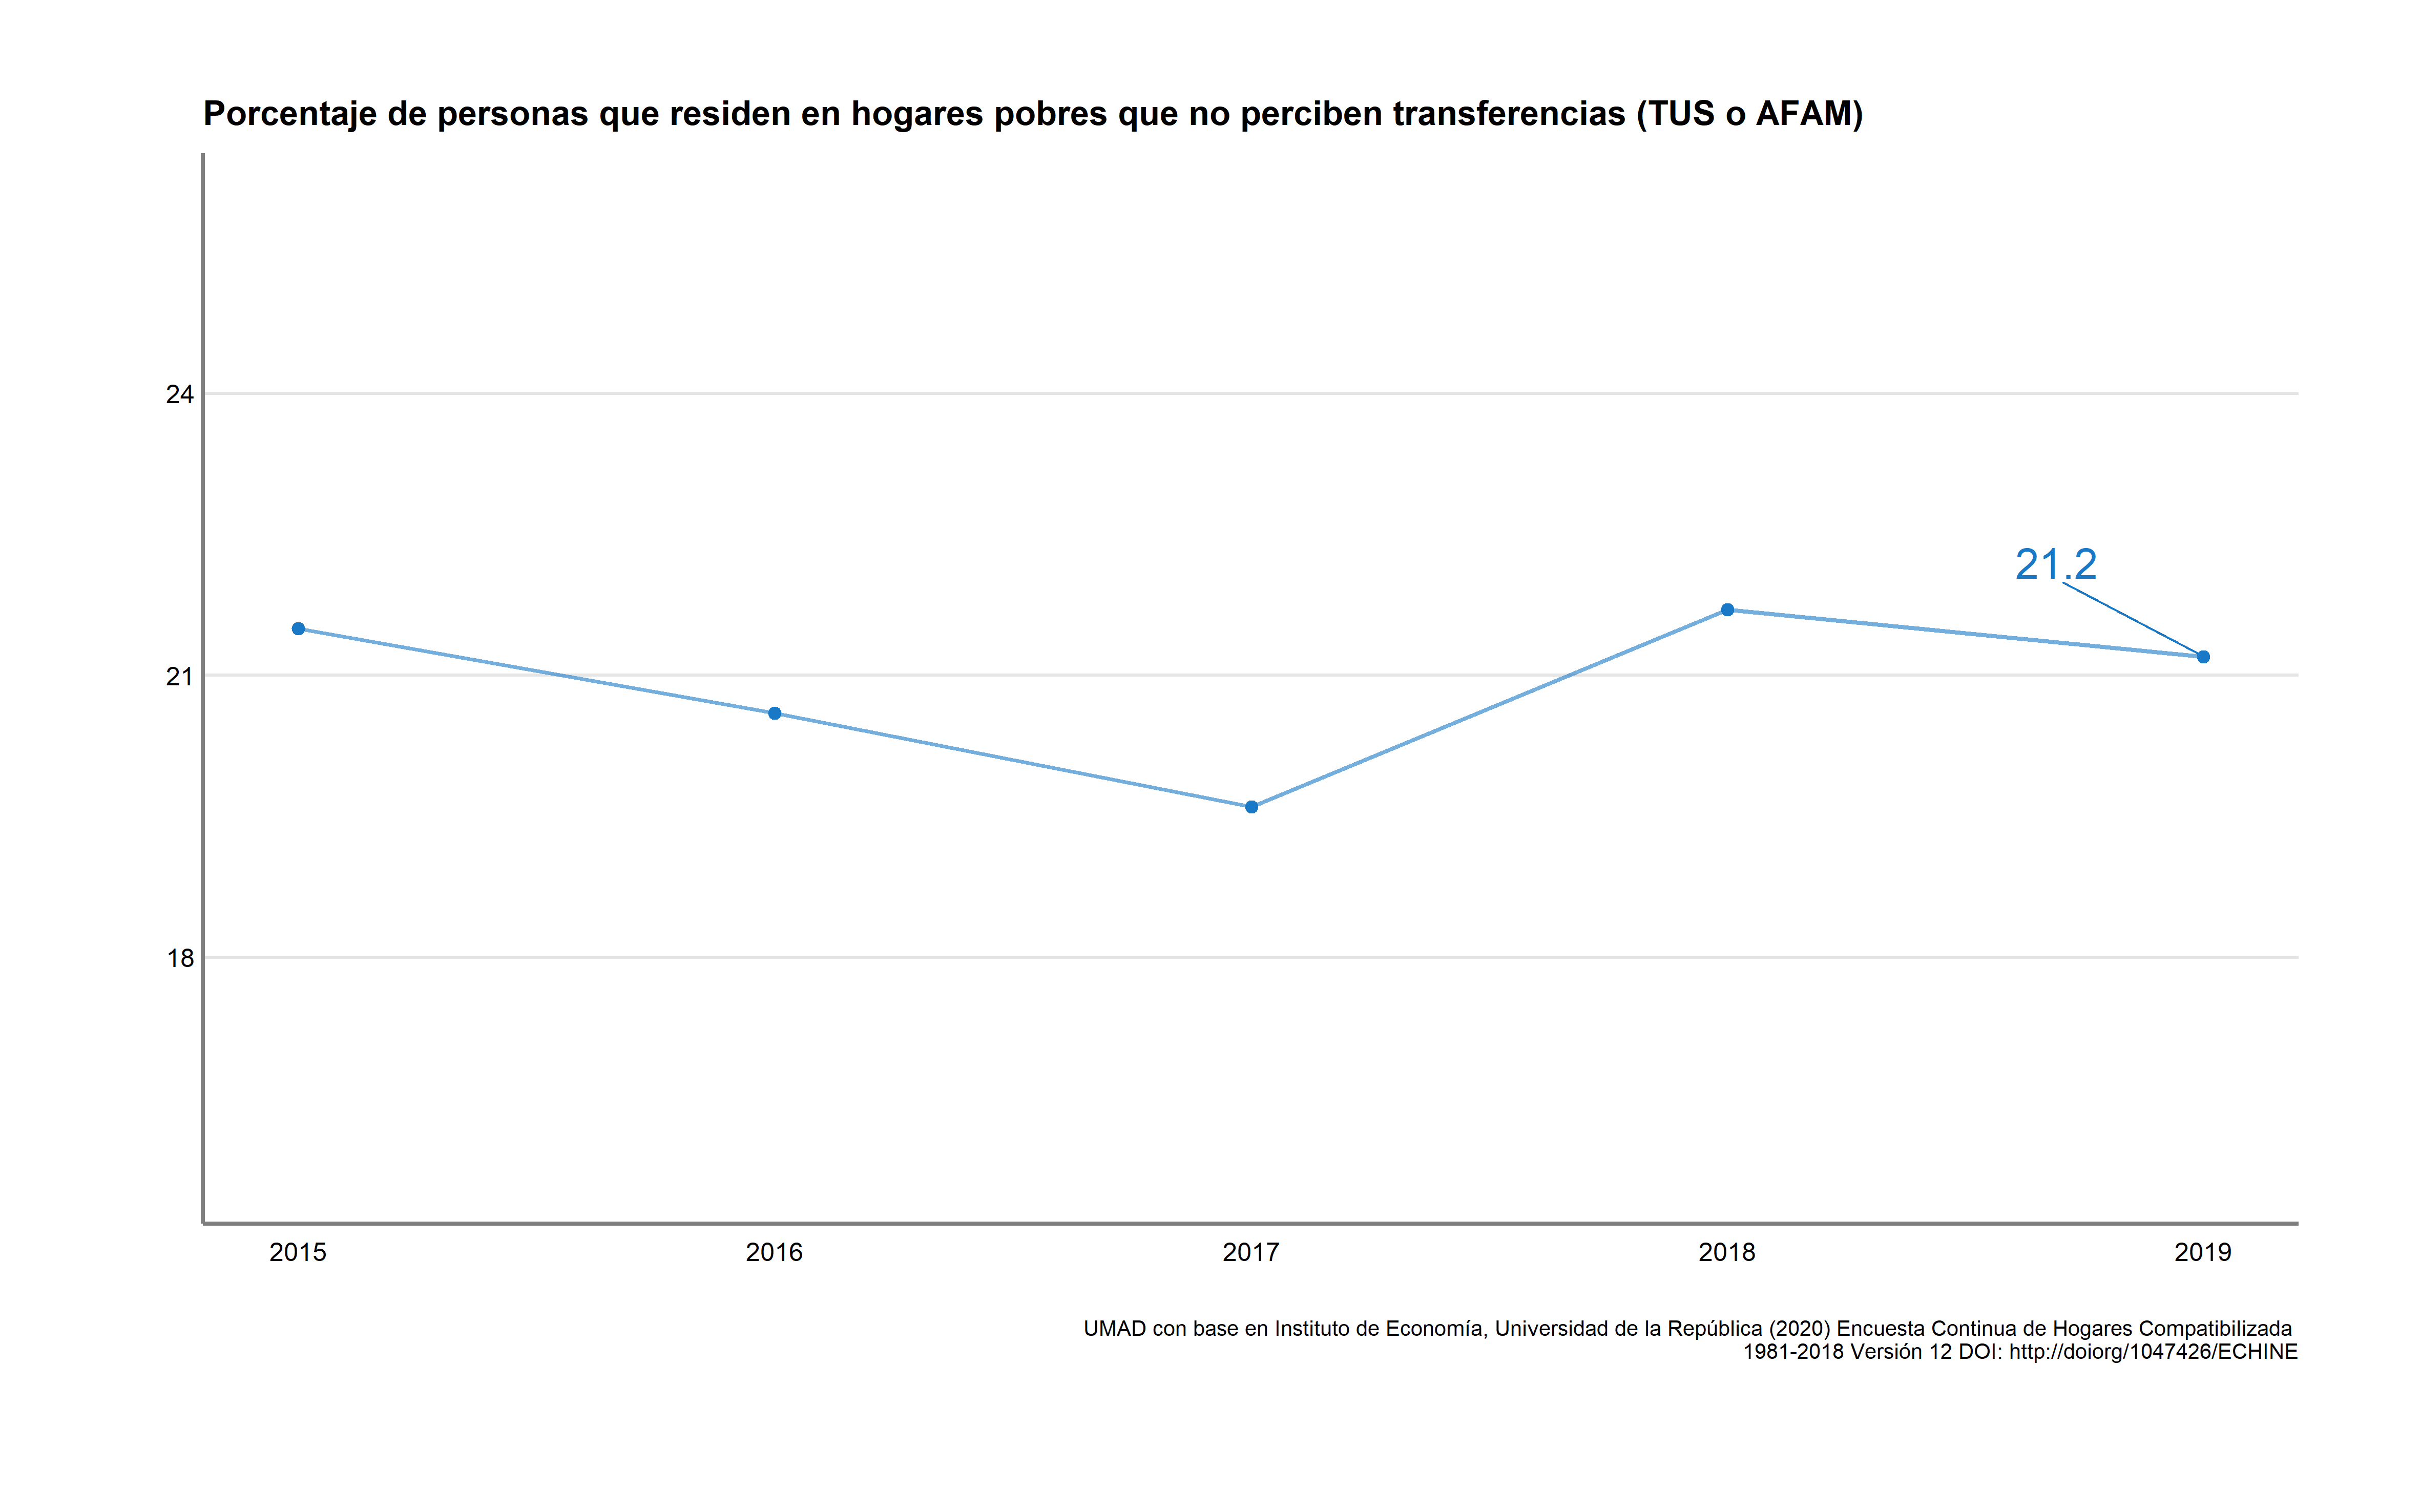 Porcentaje de personas que residen en hogares pobres que no perciben transferencias (TUS o AFAM)
24
21.2
21
18
2015 2016 2017 2018 2019
UMAD con base en Instituto de Economía, Universidad de la República (2020) Encuesta Continua de Hogares Compatibilizada
1981-2018 Versión 12 DOI: http://doiorg/1047426/ECHINE